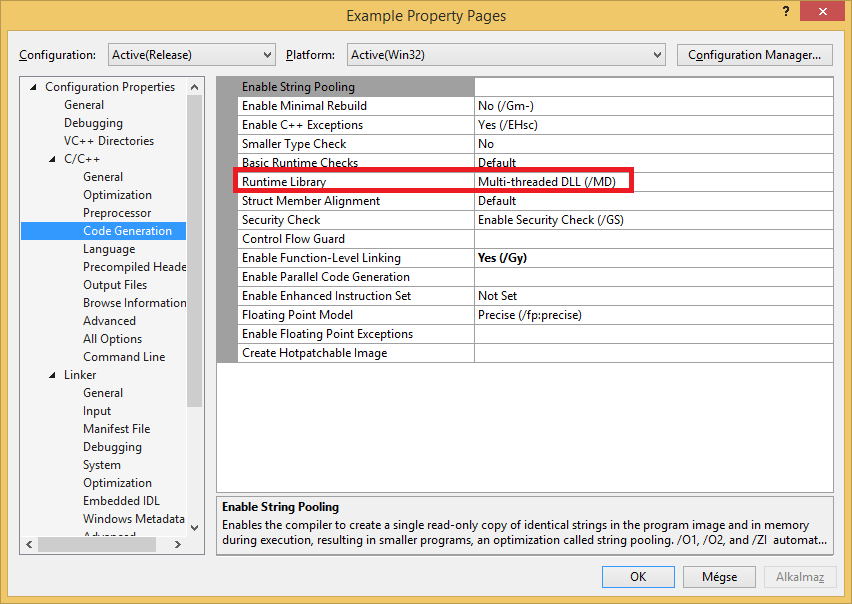 Example Property Pages
?
Configuration: Active(Release) Platform: Active(Win32) Configuration Manager...
Configuration Properties
General
Debugging
VC++ Directories
C/C++
General
Optimization
Preprocessor
Code Generation
Language
Precompiled Heade
Output Files
Browse Information
Advanced
All Options
Command Line
Linker
General
Input
Manifest File
Debugging
System
Optimization
Embedded IDL
Windows Metadata
Advanced
Enable String Pooling
Enable Minimal Rebuild No (/Gm-)
Enable C++ Exceptions Yes (/EHsc)
Smaller Type Check No
Basic Runtime Checks Default
Runtime Library Multi-threaded DLL (/MD)
Struct Member Alignment Default
Security Check Enable Security Check (/GS)
Control Flow Guard
Enable Function-Level Linking Yes (/Gy)
Enable Parallel Code Generation
Enable Enhanced Instruction Set Not Set
Floating Point Model Precise (/fp:precise)
Enable Floating Point Exceptions
Create Hotpatchable Image
Enable String Pooling
Enables the compiler to create a single read-only copy of identical strings in the program image and in memory
during execution, resulting in smaller programs, an optimization called string pooling. /O1, /O2, and /ZI automat...
OK Mégse Alkalmaz